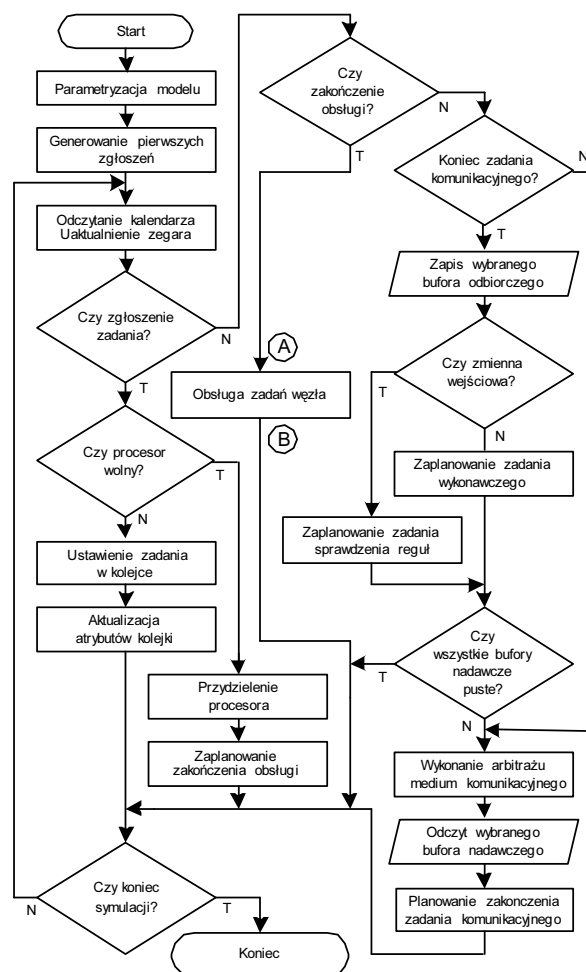 Start
Parametryzacja modelu
Generowanie pierwszych
zgłoszeń
Odczytanie kalendarza
Uaktualnienie zegara
Czy zgłoszenie
zadania?
N
T
Czy procesor
wolny?
T
N
Ustawienie zadania
w kolejce
Aktualizacja
atrybutów kolejki
Przydzielenie
procesora
Zaplanowanie
zakończenia obsługi
Czy koniec
symulacji?
N
T
Koniec
Czy
zakończenie
obsługi?
N
T
A
Obsługa zadań węzła
B
Koniec zadania
komunikacyjnego?
N
T
Zapis wybranego
bufora odbiorczego
Czy zmienna
wejściowa?
T
N
Zaplanowanie zadania
wykonawczego
Zaplanowanie zadania
sprawdzenia reguł
Czy
wszystkie bufory
nadawcze
puste?
T
N
Wykonanie arbitrażu
medium komunikacyjnego
Odczyt wybranego
bufora nadawczego
Planowanie zakonczenia
zadania komunikacyjnego